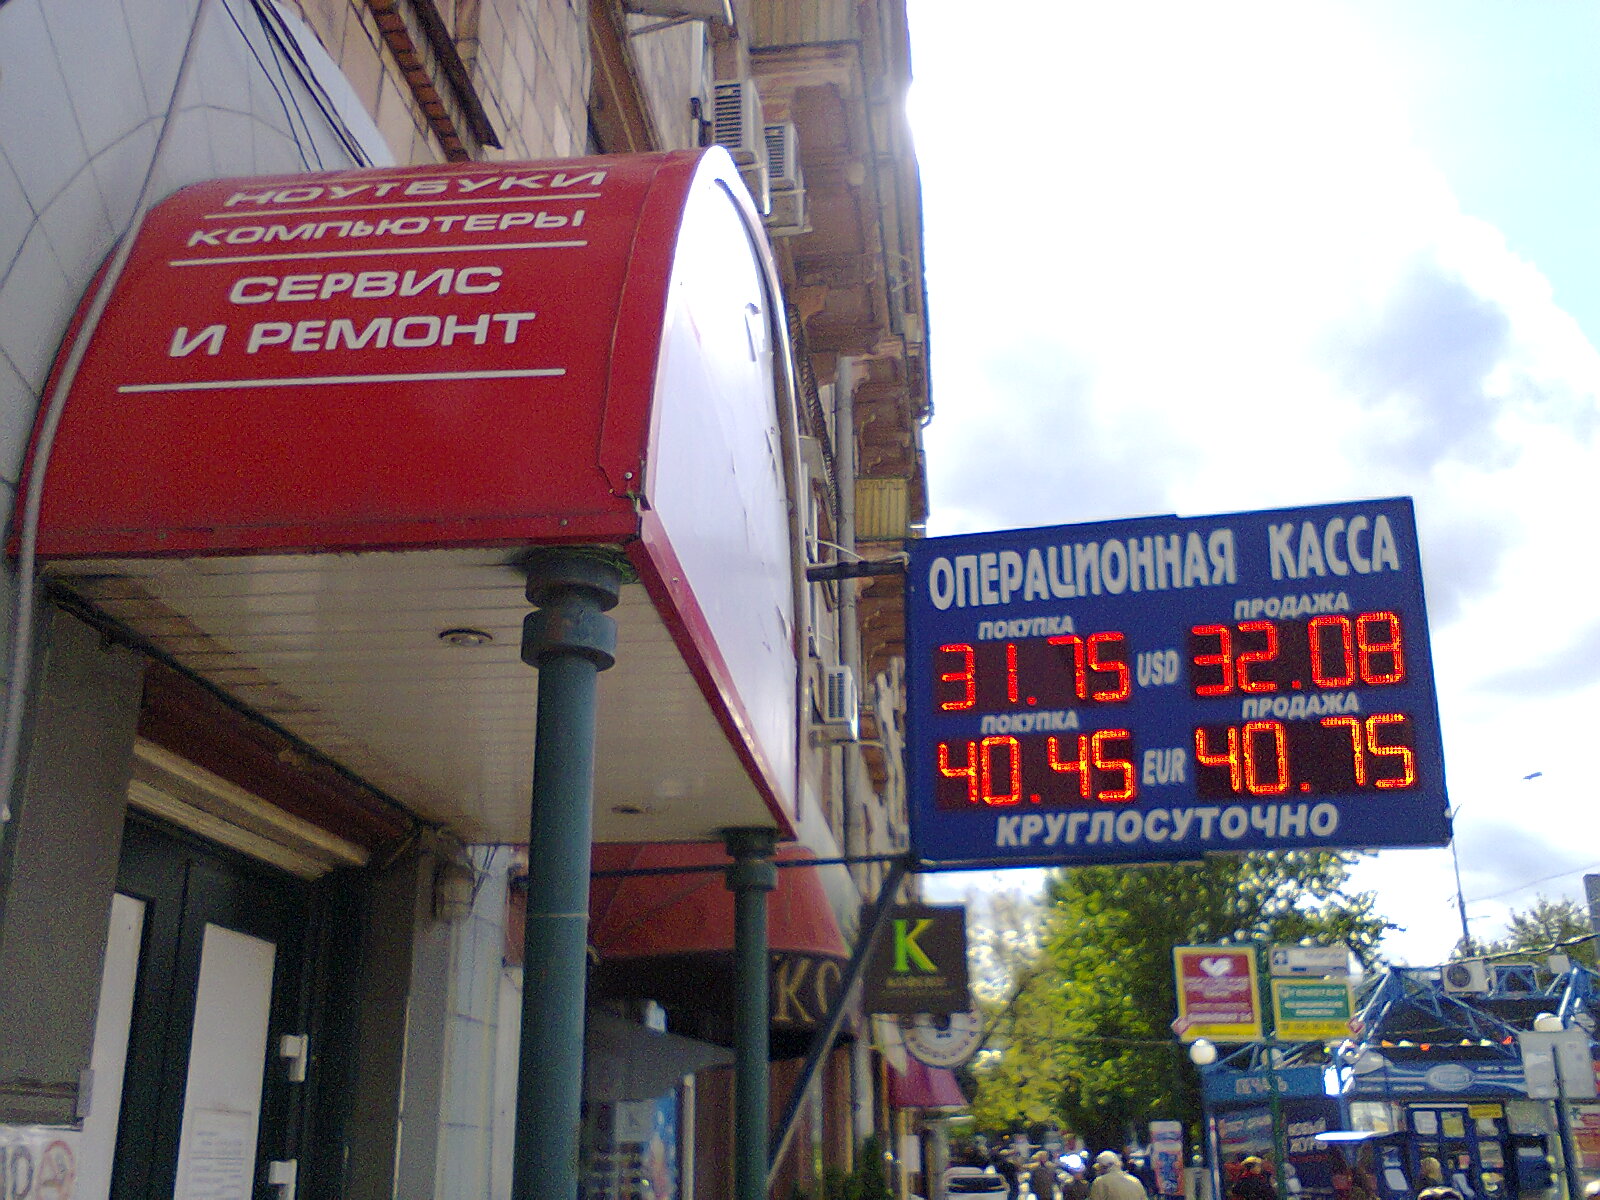 НОУТБУКИ
КОМПЬЮТЕРЫ
СЕРВИС
И РЕМОНТ
ОПЕРАЦИОННАЯ КАССА
ПОКУПКА ПРОДАЖА
31.75 USD 32.08
ПОКУПКА ПРОДАЖА
40.45 EUR 40.75
КРУГЛОСУТОЧНО
K
КО
ПЕЧАТЬ